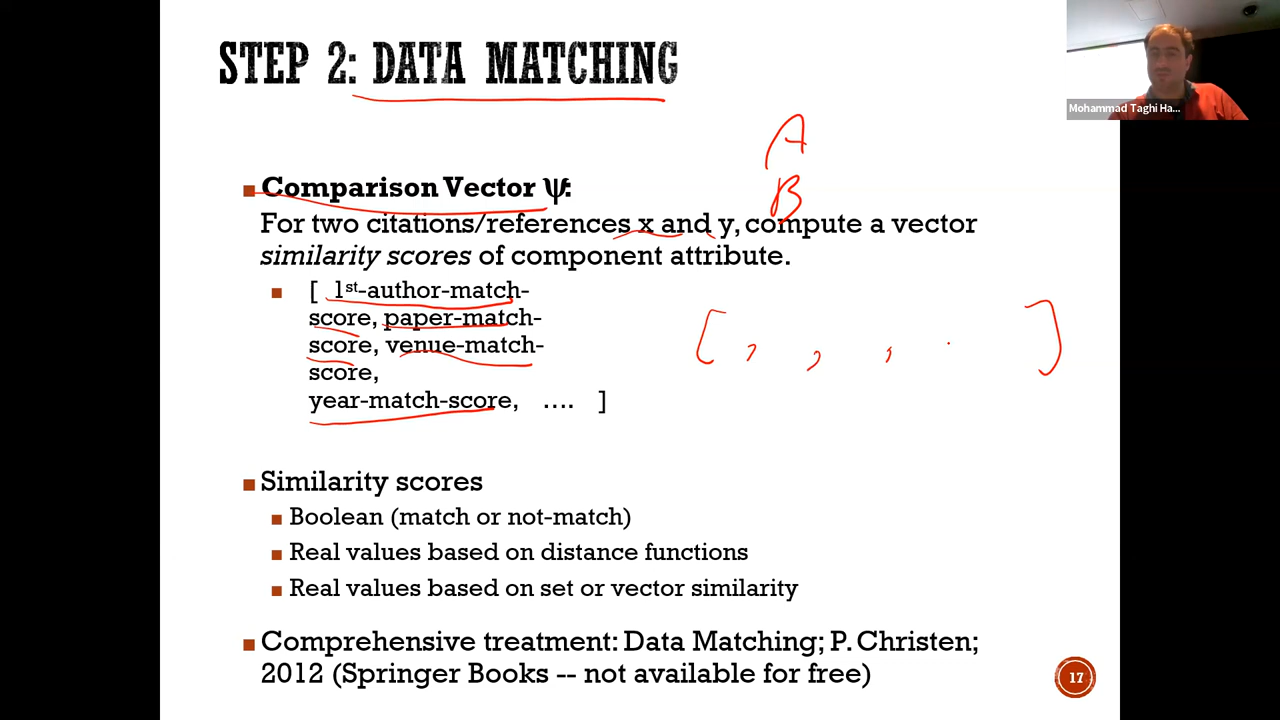 STEP 2: DATA MATCHING
Mohammad Taghi Ha...
A
B
Comparison Vector ψ:
For two citations/references x and y, compute a vector
similarity scores of component attribute.
[ 1st-author-match-
score, paper-match-
score, venue-match-
score,
year-match-score, .... ]
[ , , , . ]
Similarity scores
Boolean (match or not-match)
Real values based on distance functions
Real values based on set or vector similarity
Comprehensive treatment: Data Matching; P. Christen;
2012 (Springer Books -- not available for free)
17